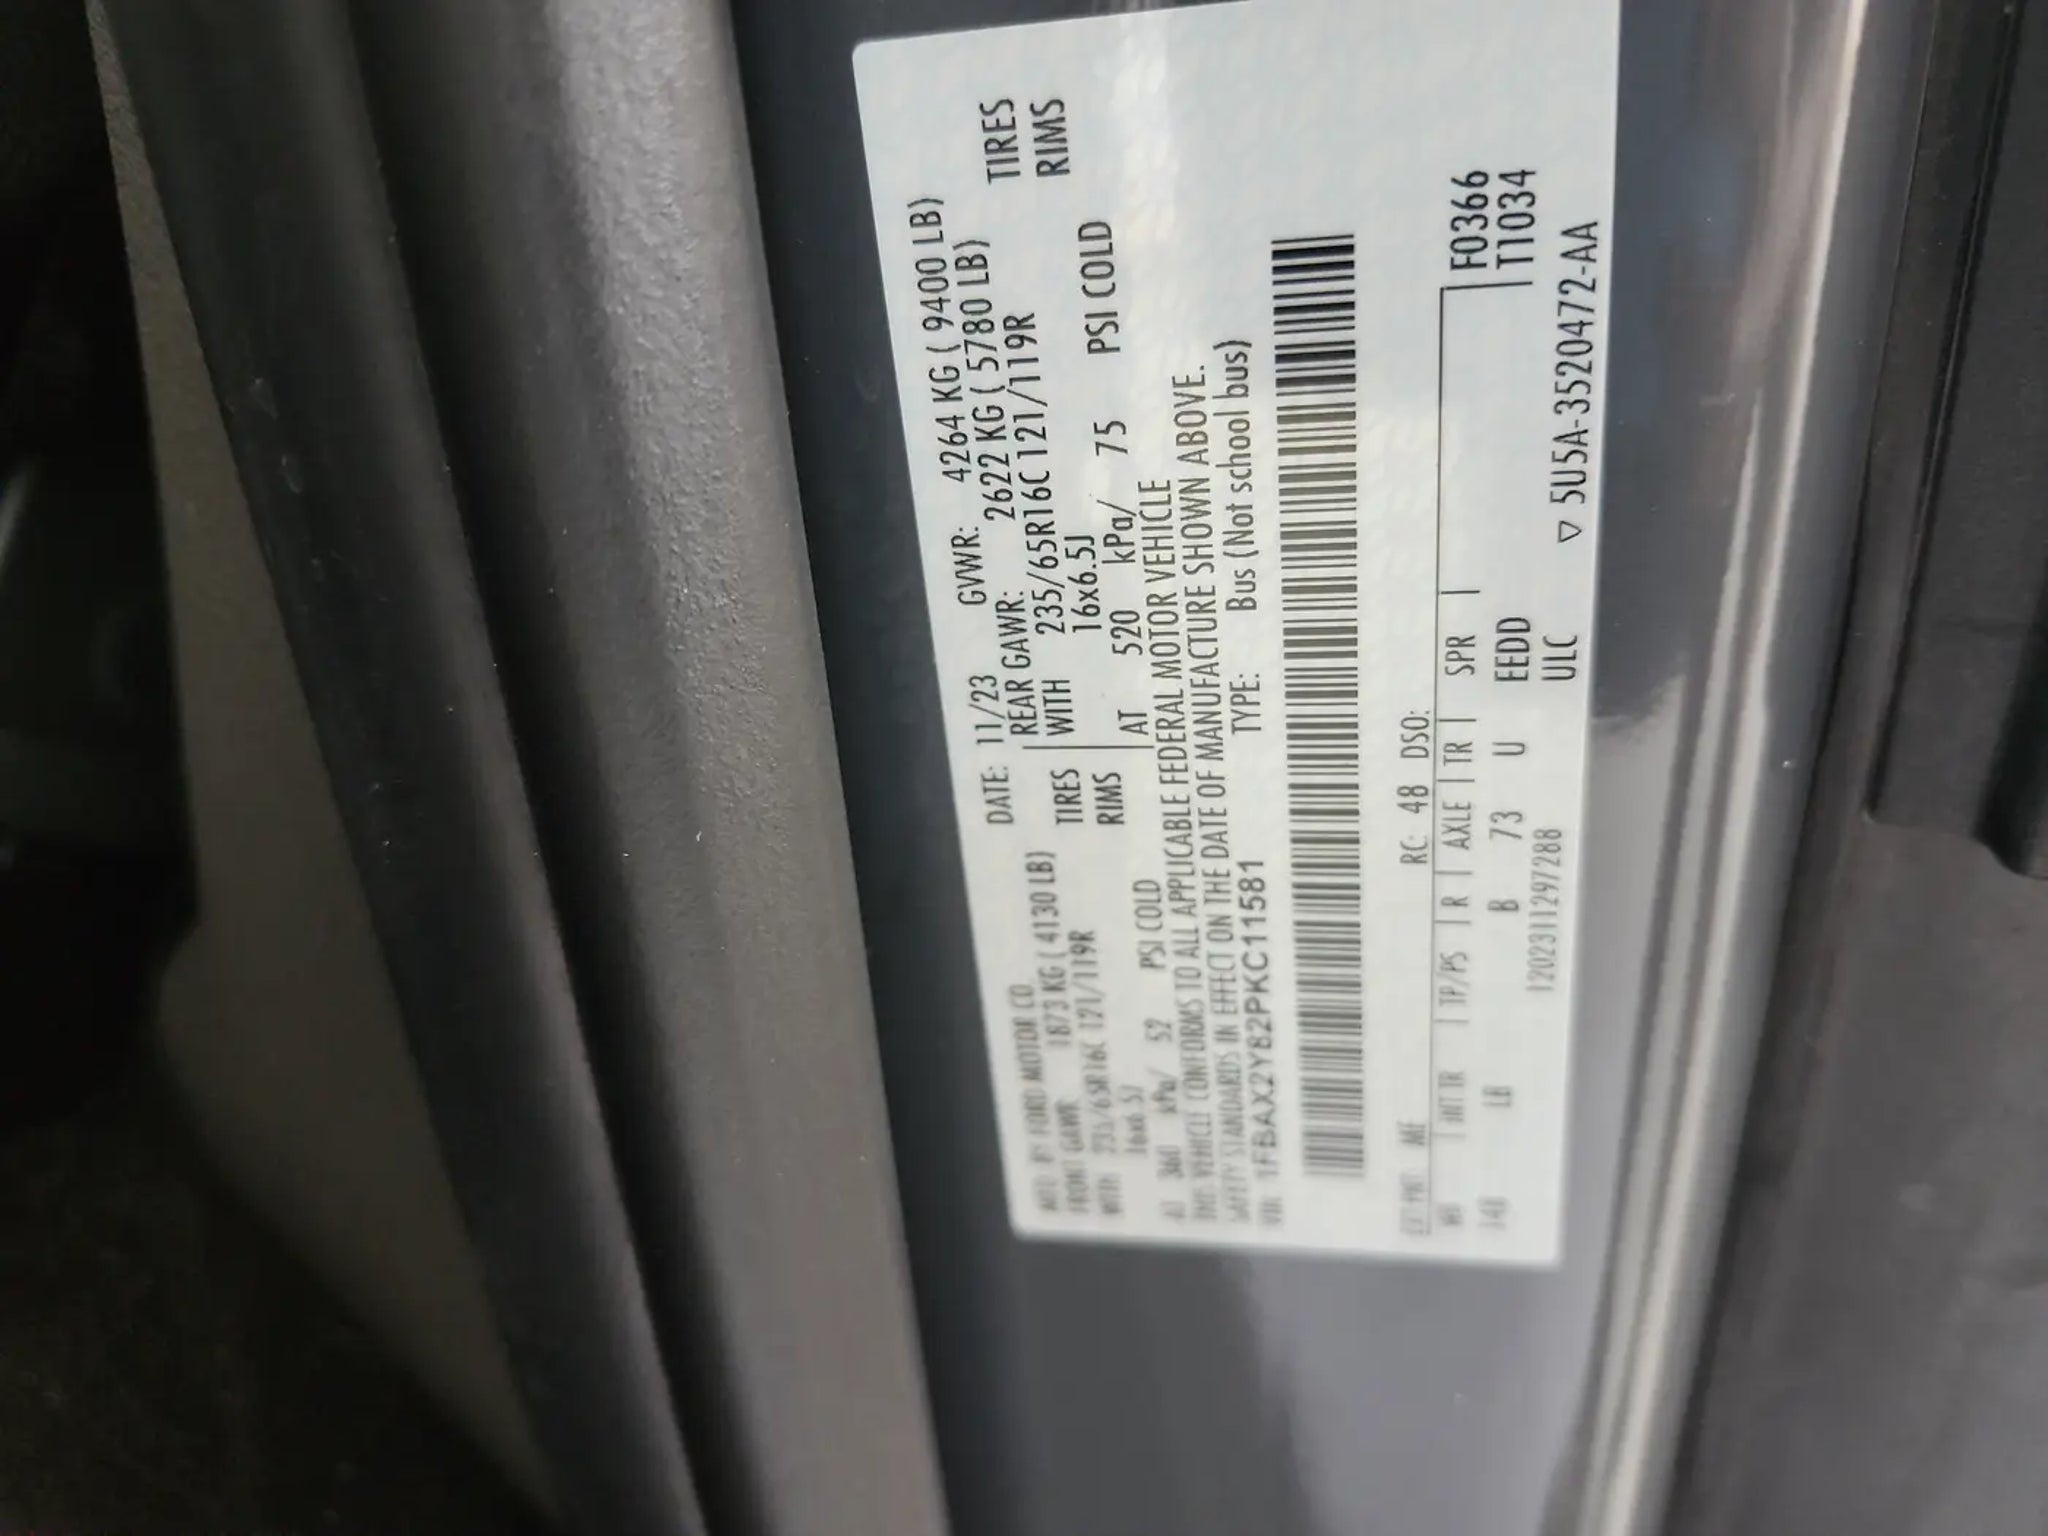 MFD. BY FORD MOTOR CO. DATE: 11/23 GVWR: 4264 KG ( 9400 LB)
FRONT GAWR: 1873 KG ( 4130 LB) REAR GAWR: 2622 KG ( 5780 LB)
WITH 235/65R16C 121/119R TIRES WITH 235/65R16C 121/119R TIRES
16x6.5J RIMS 16x6.5J RIMS
AT 360 kPa/ 52 PSI COLD AT 520 kPa/ 75 PSI COLD
THIS VEHICLE CONFORMS TO ALL APPLICABLE FEDERAL MOTOR VEHICLE
SAFETY STANDARDS IN EFFECT ON THE DATE OF MANUFACTURE SHOWN ABOVE.
VIN: 1FBAX2Y82PKC11581 TYPE: Bus (Not school bus)
EXT PNT: ME RC: 48 DSO:
WB INT TR TP/PS R AXLE TR SPR F0366
148 LB B 73 U EEDD T1034
12023112972 88 ULC ▽ 5U5A-3520472-AA